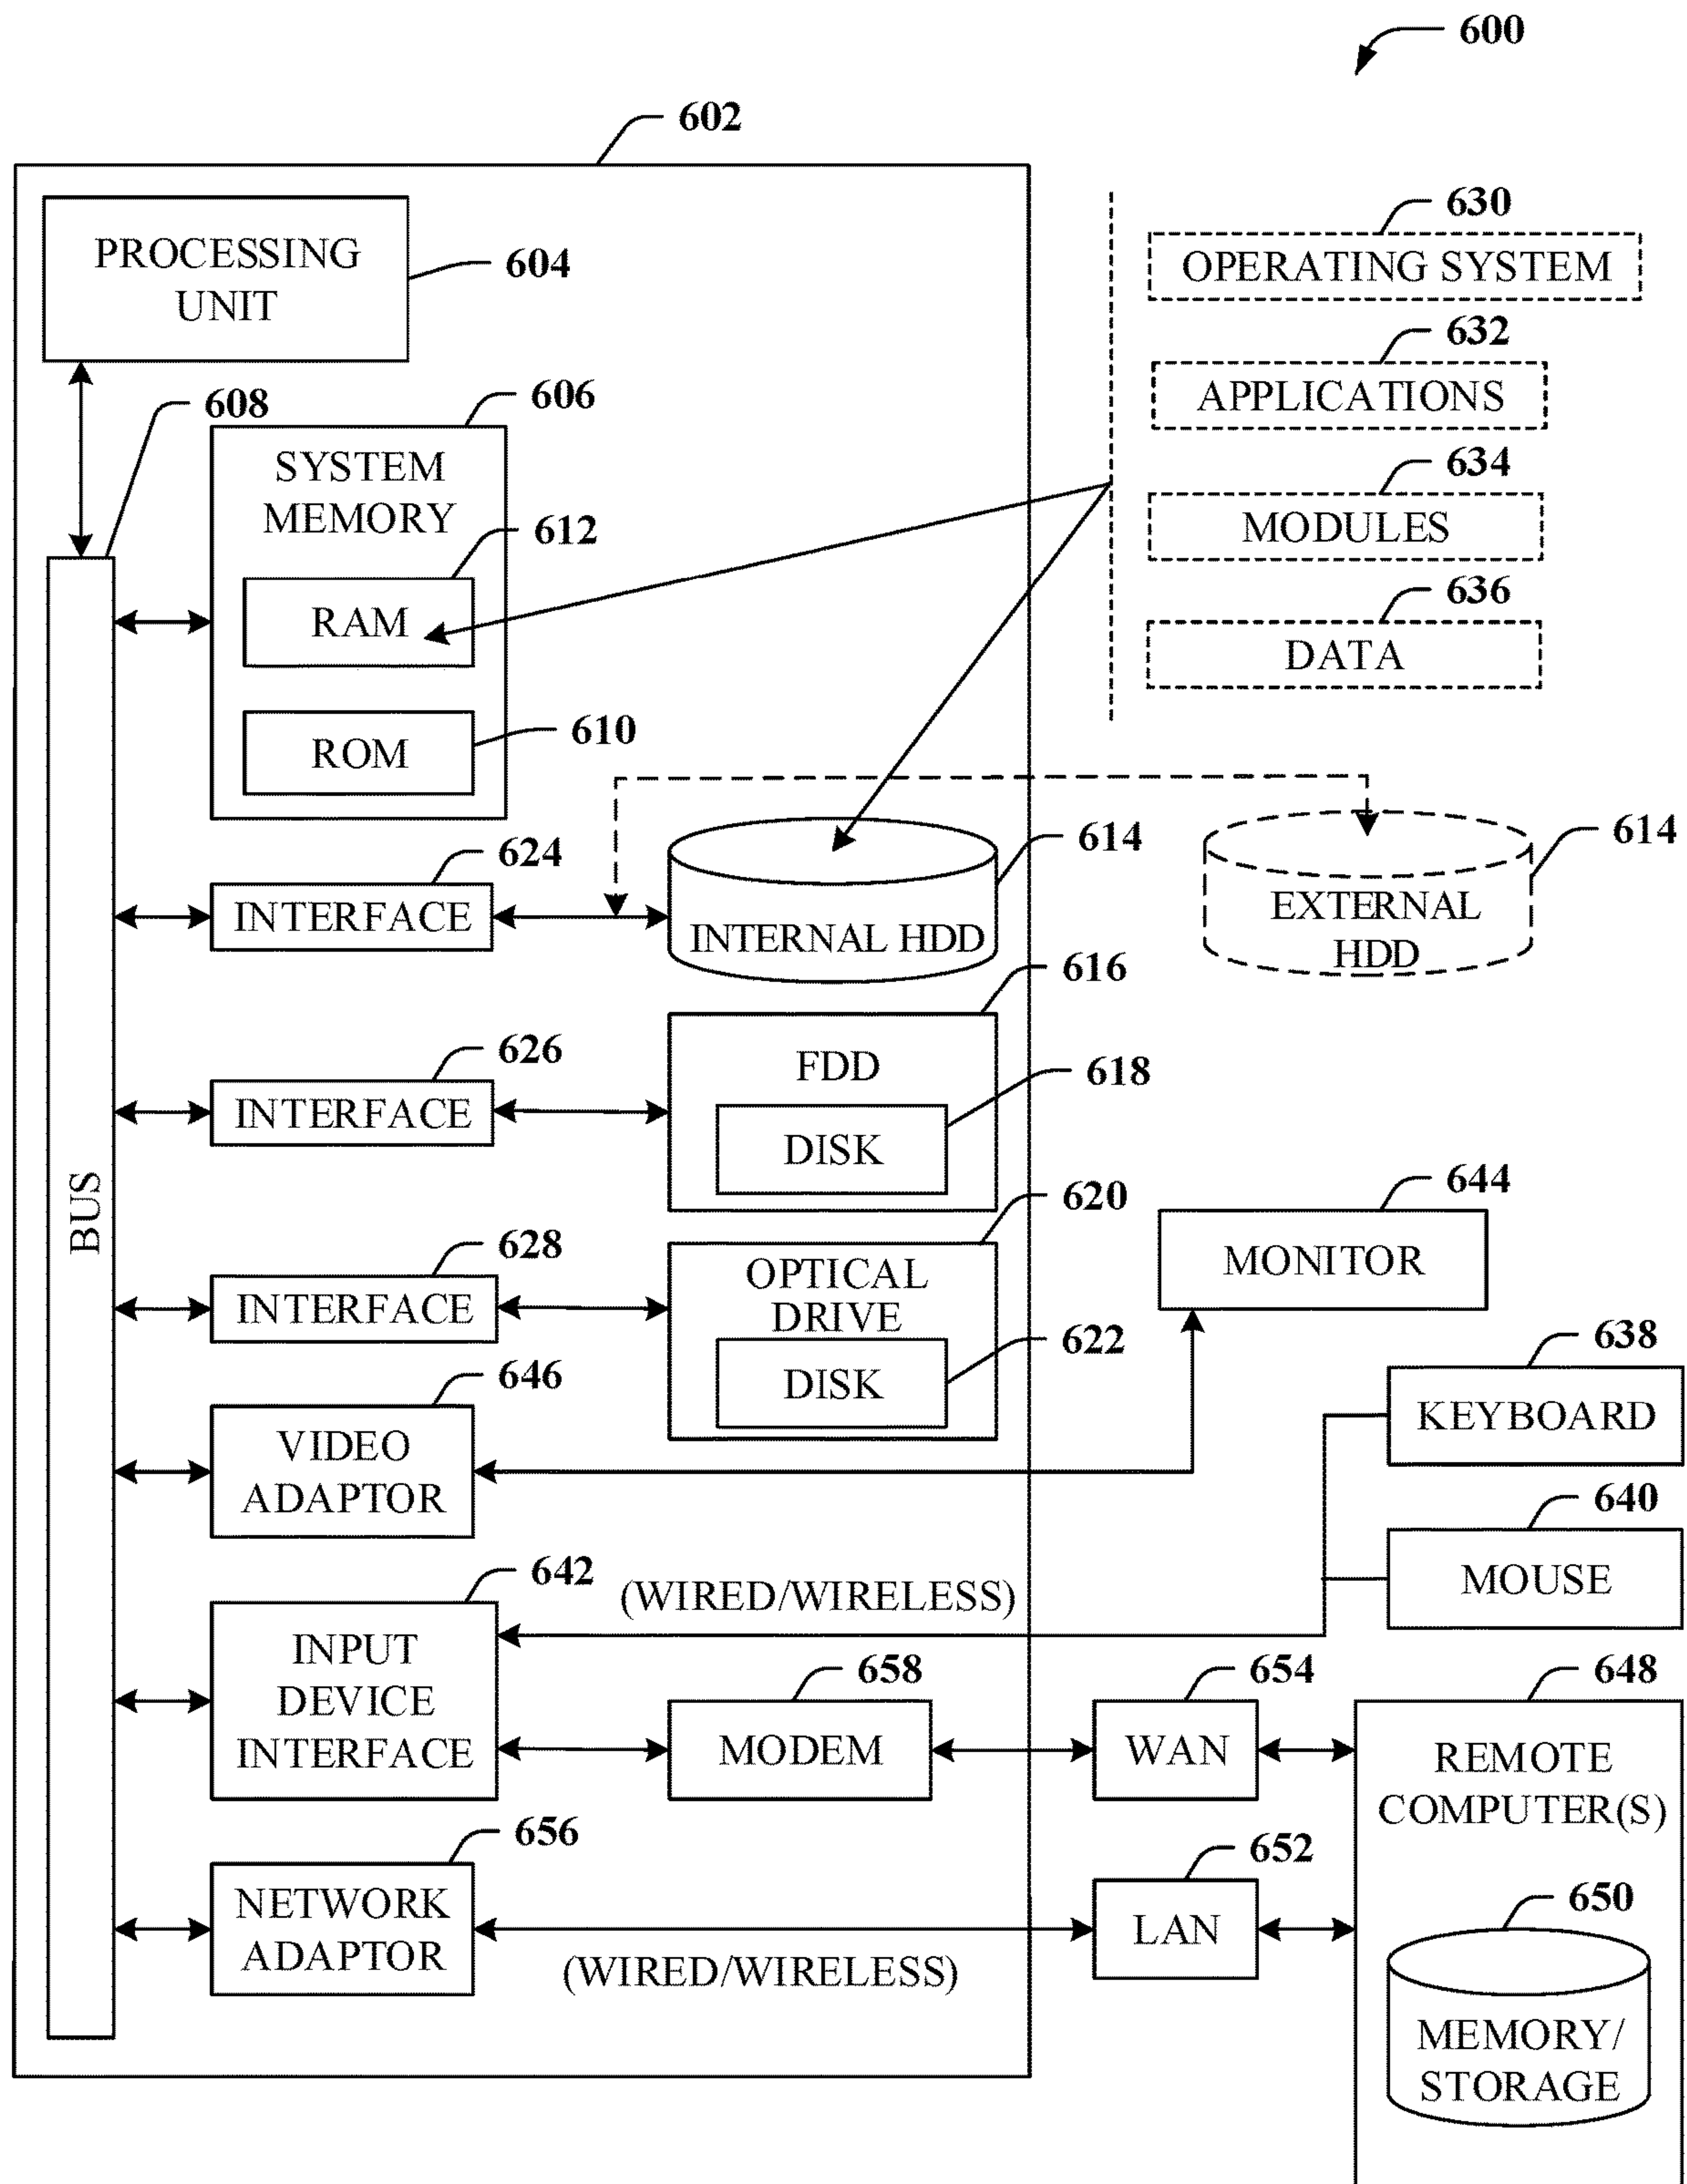 600
602
PROCESSING
UNIT
604
630
OPERATING SYSTEM
632
APPLICATIONS
634
MODULES
636
DATA
608
606
SYSTEM
MEMORY
612
RAM
610
ROM
624
INTERFACE
614
INTERNAL HDD
614
EXTERNAL
HDD
626
INTERFACE
616
FDD
618
DISK
BUS
628
INTERFACE
620
OPTICAL
DRIVE
622
DISK
644
MONITOR
646
VIDEO
ADAPTOR
638
KEYBOARD
640
MOUSE
642
INPUT
DEVICE
INTERFACE
(WIRED/WIRELESS)
658
MODEM
654
WAN
648
REMOTE
COMPUTER(S)
656
NETWORK
ADAPTOR
(WIRED/WIRELESS)
652
LAN
650
MEMORY/
STORAGE